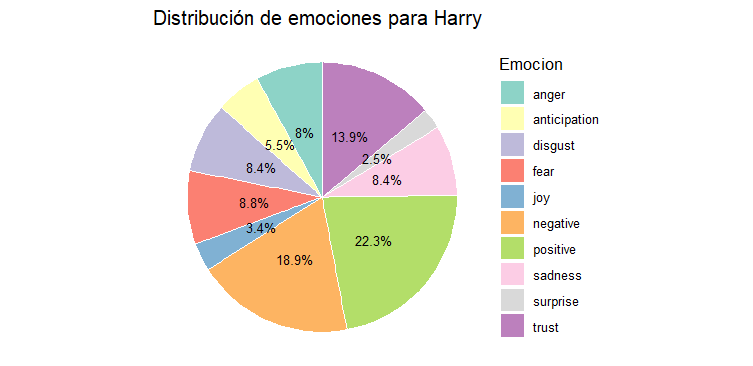 Distribución de emociones para Harry
Emocion
anger
anticipation
disgust
fear
joy
negative
positive
sadness
surprise
trust
8%
13.9%
5.5%
2.5%
8.4%
8.4%
8.8%
3.4%
22.3%
18.9%